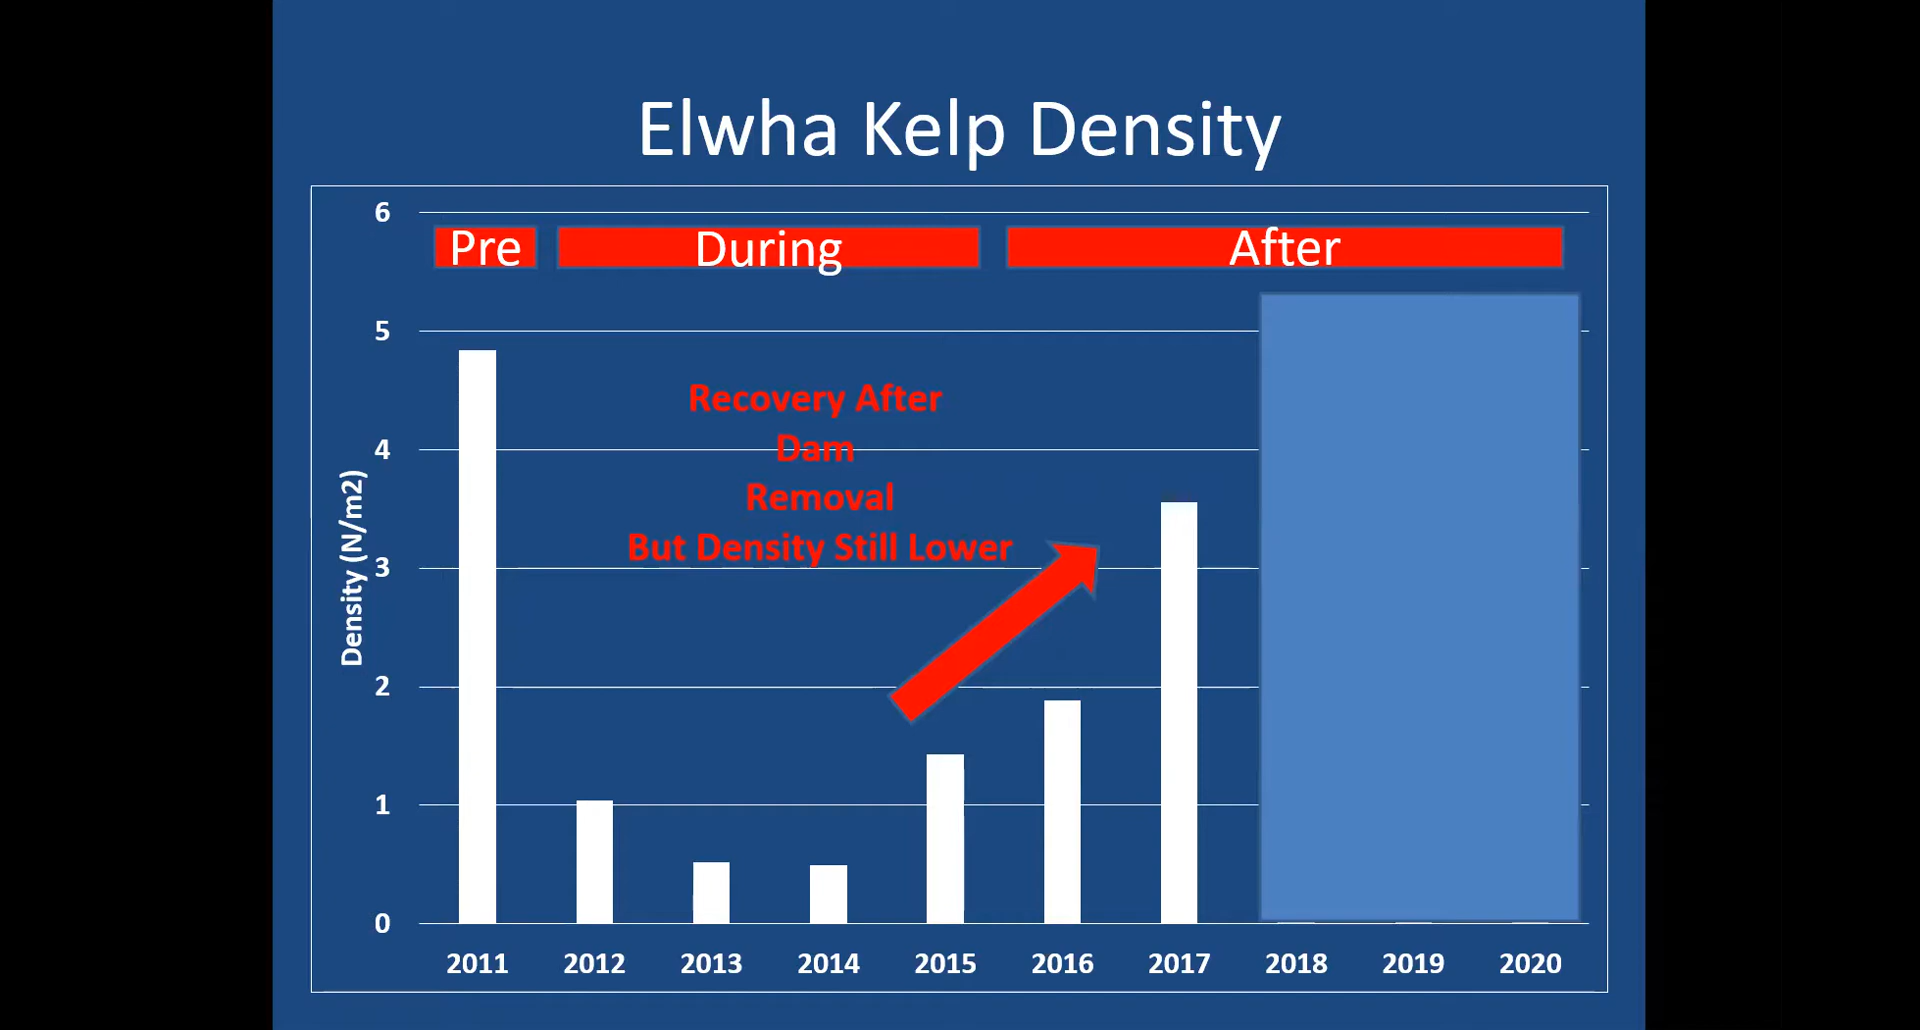 Elwha Kelp Density
6
Pre During After
5
Recovery After
4
Dam
Removal
But Density Still Lower
3
Density (N/m2)
2
1
0
2011 2012 2013 2014 2015 2016 2017 2018 2019 2020